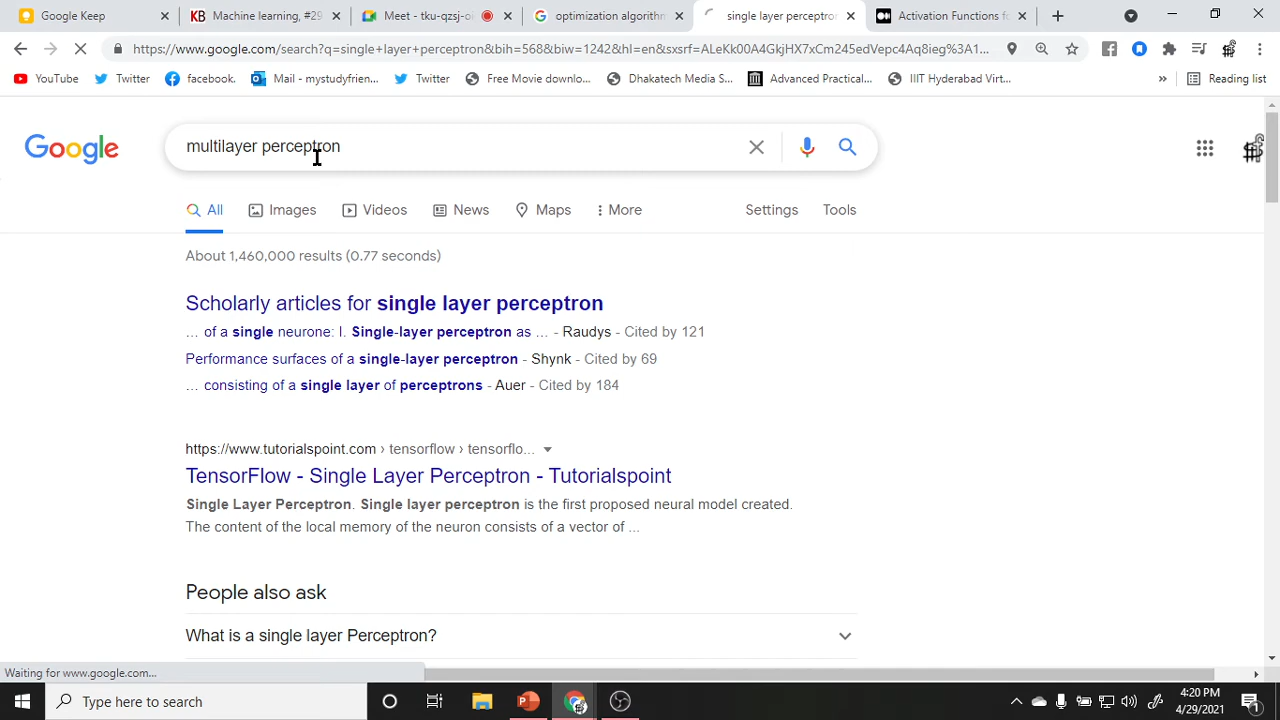 Google Keep
Machine learning, #29
Meet - tku-qzsj-o
optimization algorithm
single layer perceptron
Activation Functions fo
https://www.google.com/search?q=single+layer+perceptron&bih=568&biw=1242&hl=en&sxsrf=ALeKk00A4GkjHX7xCm245edVepc4Aq8ieg%3A1...
YouTube
Twitter
facebook.
Mail - mystudyfrien...
Twitter
Free Movie downlo...
Dhakatech Media S...
Advanced Practical...
IIIT Hyderabad Virt...
»
Reading list
Google
multilayer perceptron
All
Images
Videos
News
Maps
More
Settings
Tools
About 1,460,000 results (0.77 seconds)
Scholarly articles for single layer perceptron
... of a single neurone: I. Single-layer perceptron as ... - Raudys - Cited by 121
Performance surfaces of a single-layer perceptron - Shynk - Cited by 69
... consisting of a single layer of perceptrons - Auer - Cited by 184
https://www.tutorialspoint.com › tensorflow › tensorflo...
TensorFlow - Single Layer Perceptron - Tutorialspoint
Single Layer Perceptron. Single layer perceptron is the first proposed neural model created.
The content of the local memory of the neuron consists of a vector of ...
People also ask
What is a single layer Perceptron?
Waiting for www.google.com...
Type here to search
4:20 PM
4/29/2021